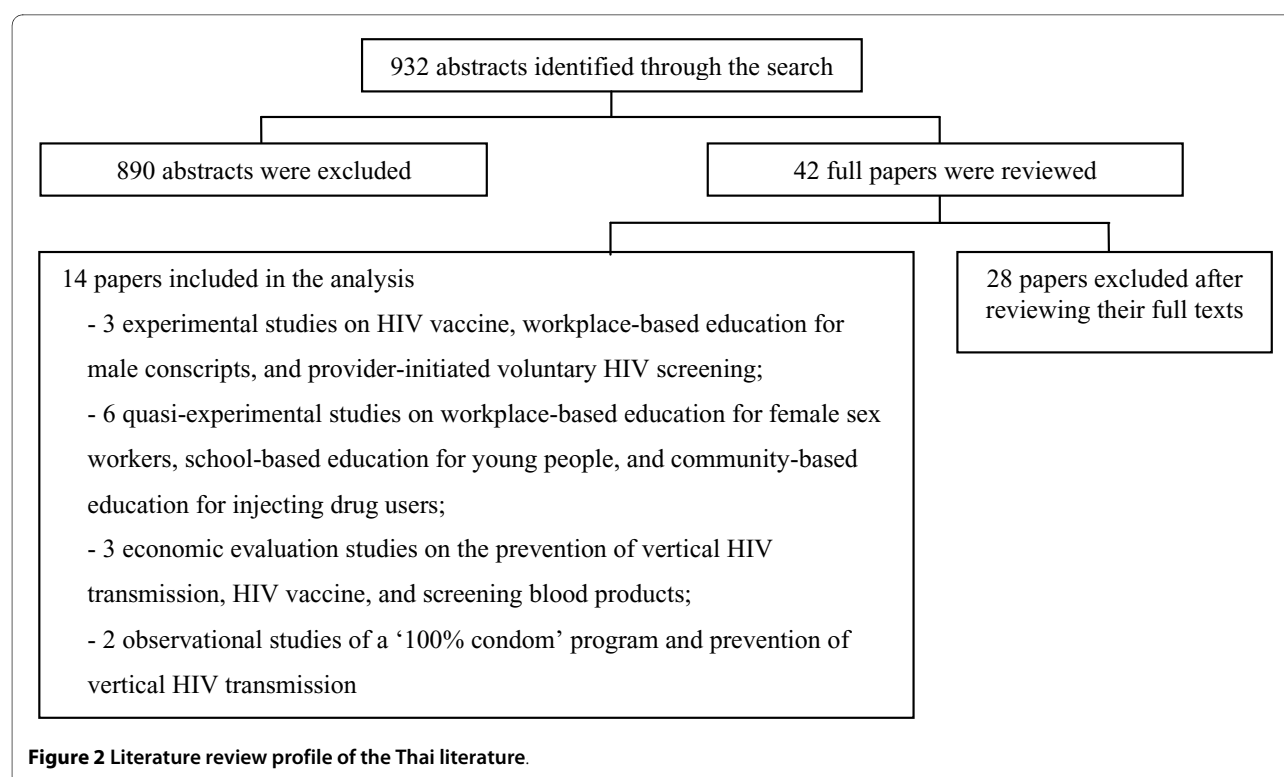 932 abstracts identified through the search
890 abstracts were excluded
42 full papers were reviewed
14 papers included in the analysis
- 3 experimental studies on HIV vaccine, workplace-based education for
male conscripts, and provider-initiated voluntary HIV screening;
- 6 quasi-experimental studies on workplace-based education for female sex
workers, school-based education for young people, and community-based
education for injecting drug users;
- 3 economic evaluation studies on the prevention of vertical HIV
transmission, HIV vaccine, and screening blood products;
- 2 observational studies of a ‘100% condom’ program and prevention of
vertical HIV transmission
28 papers excluded after
reviewing their full texts
Figure 2 Literature review profile of the Thai literature.